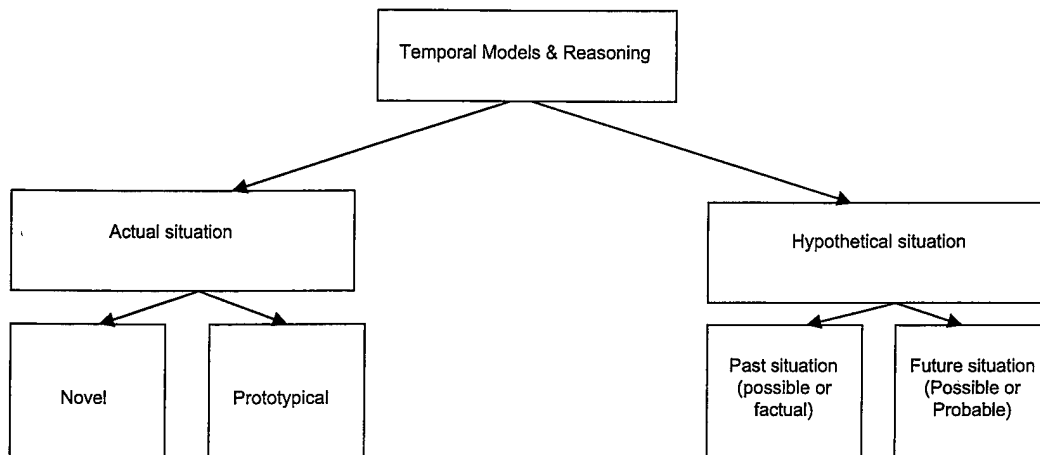 Temporal Models & Reasoning
Actual situation
Hypothetical situation
Novel
Prototypical
Past situation
(possible or
factual)
Future situation
(Possible or
Probable)